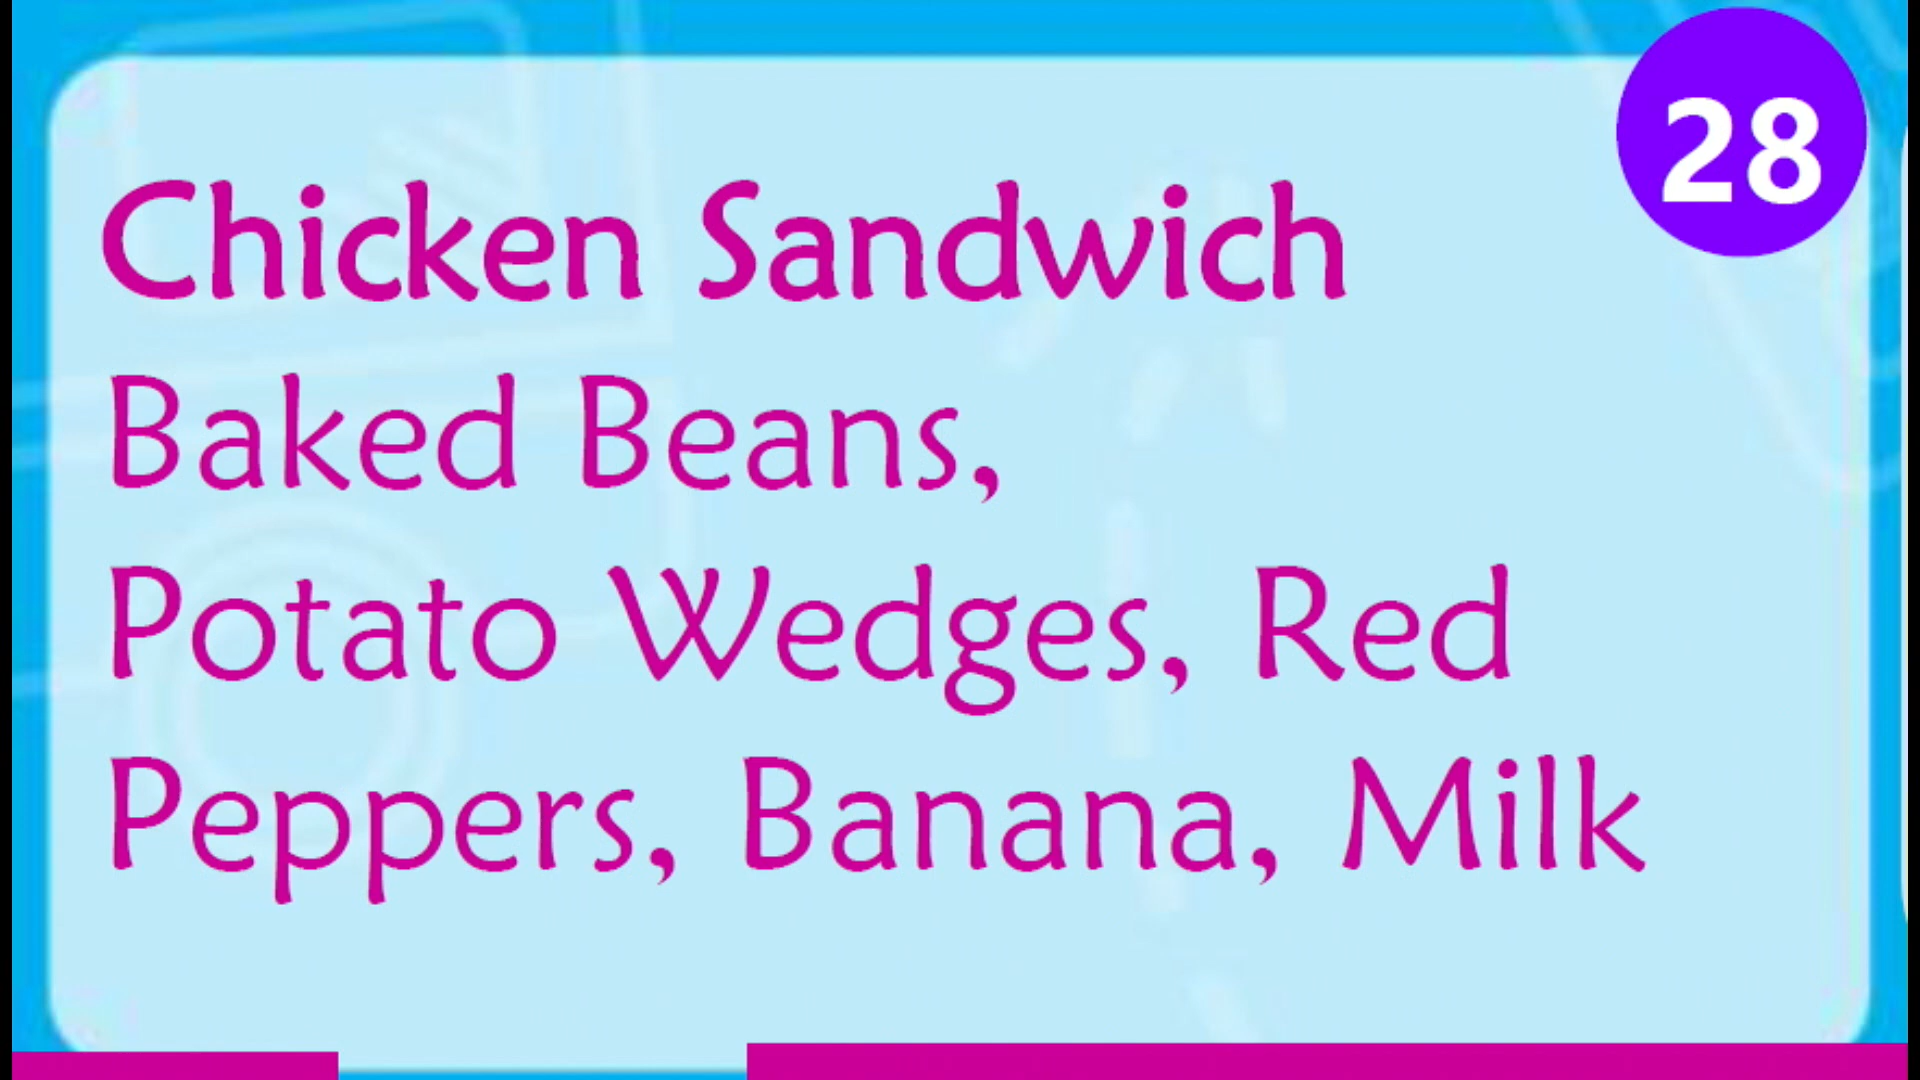 28
Chicken Sandwich
Baked Beans,
Potato Wedges, Red
Peppers, Banana, Milk